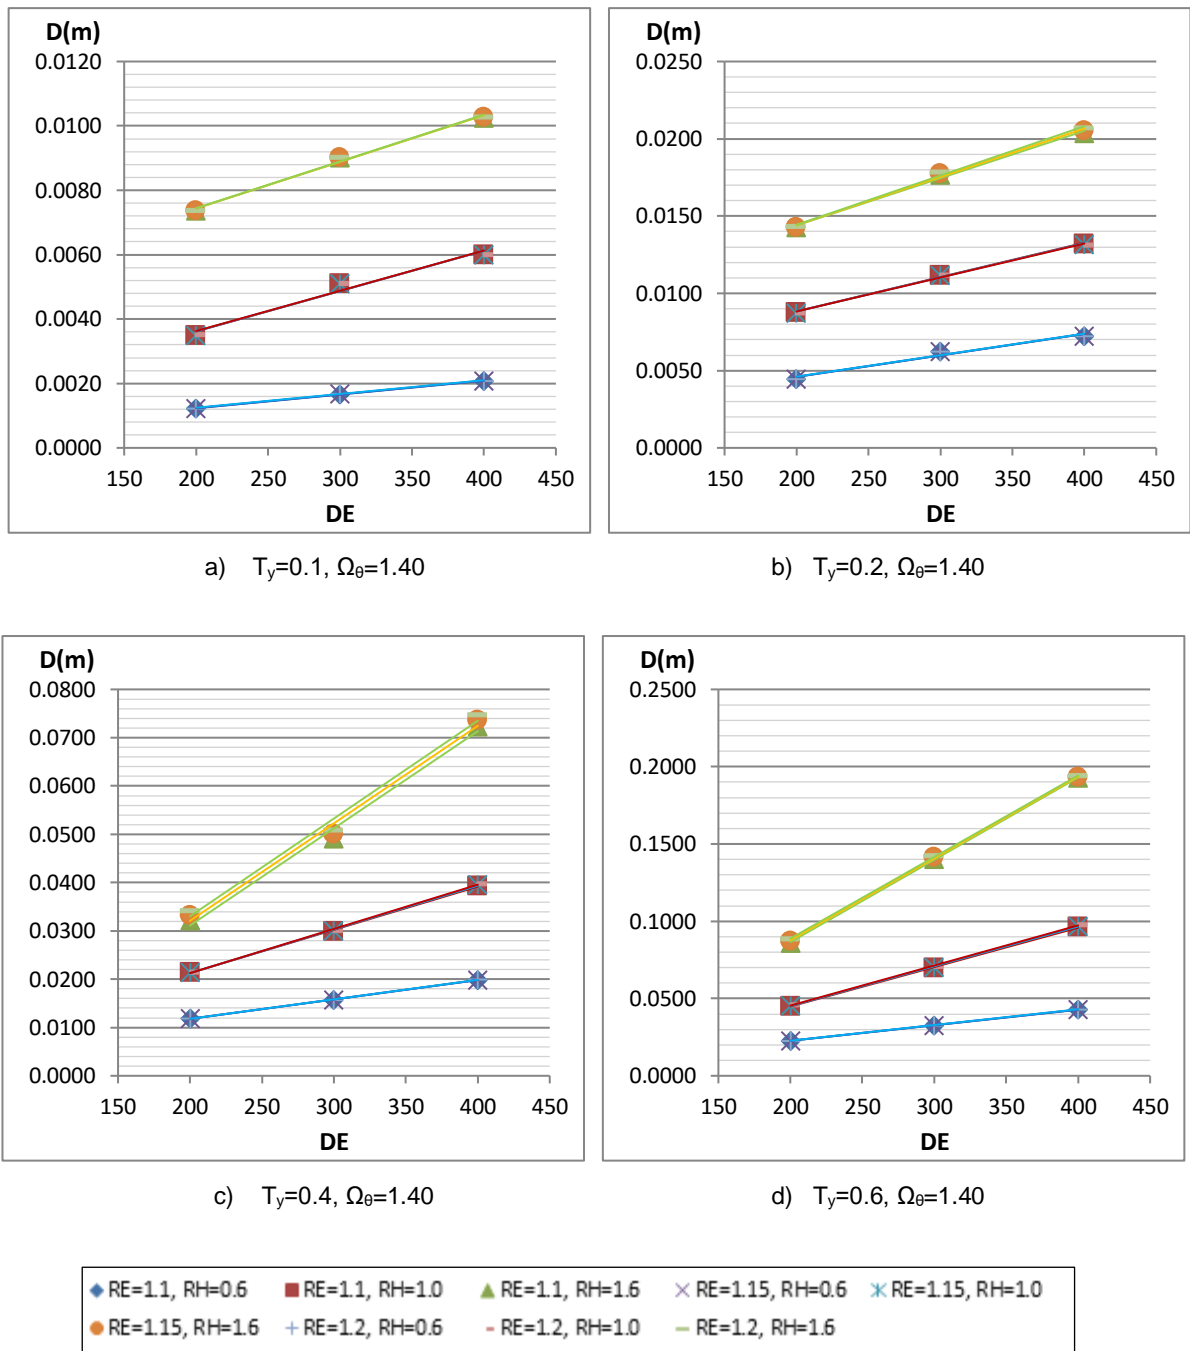 D(m)
0.0120
0.0100
0.0080
0.0060
0.0040
0.0020
0.0000
150 200 250 300 350 400 450
DE
D(m)
0.0250
0.0200
0.0150
0.0100
0.0050
0.0000
150 200 250 300 350 400 450
DE
a) Ty=0.1, Ωθ=1.40
b) Ty=0.2, Ωθ=1.40
D(m)
0.0800
0.0700
0.0600
0.0500
0.0400
0.0300
0.0200
0.0100
0.0000
150 200 250 300 350 400 450
DE
D(m)
0.2500
0.2000
0.1500
0.1000
0.0500
0.0000
150 200 250 300 350 400 450
DE
c) Ty=0.4, Ωθ=1.40
d) Ty=0.6, Ωθ=1.40
RE=1.1, RH=0.6 RE=1.1, RH=1.0 RE=1.1, RH=1.6 RE=1.15, RH=0.6 RE=1.15, RH=1.0
RE=1.15, RH=1.6 RE=1.2, RH=0.6 RE=1.2, RH=1.0 RE=1.2, RH=1.6